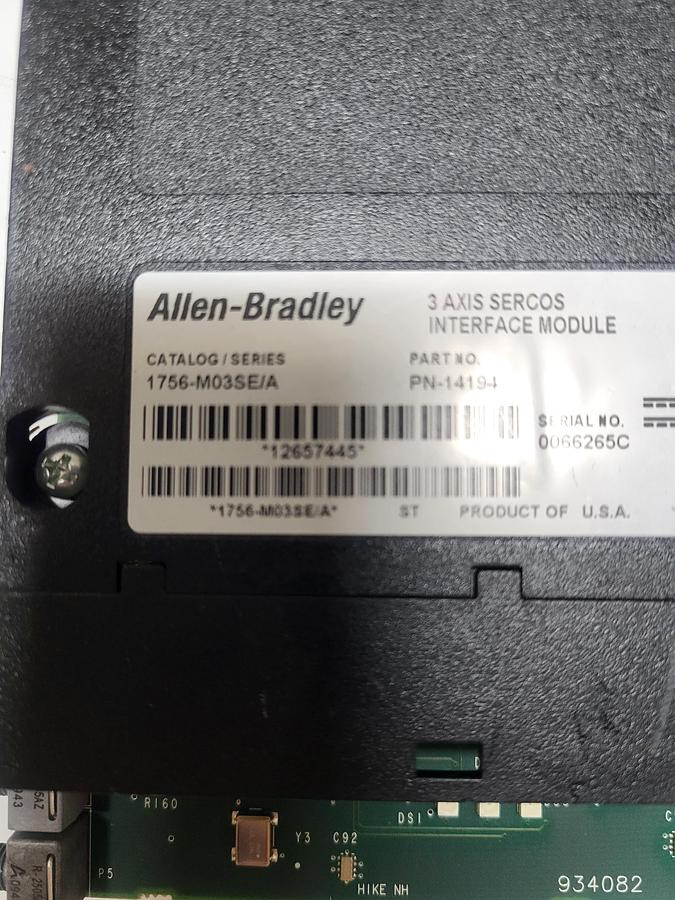 Allen-Bradley
3 AXIS SERCOS
INTERFACE MODULE
CATALOG / SERIES
PART NO.
1756-M03SE/A
PN-14194
SERIAL NO.
0066265C
*12657445*
*1756-M03SE/A*
ST
PRODUCT OF U.S.A.
R160
DS1
Y3
C92
P5
HIKE NH
934082